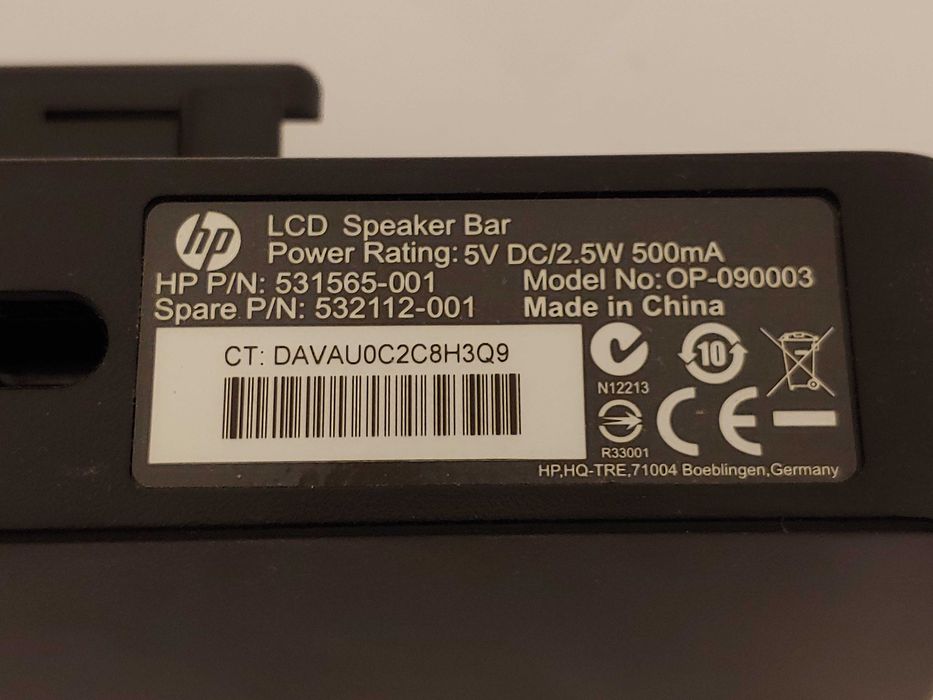 hp
LCD Speaker Bar
Power Rating: 5V DC/2.5W 500mA
HP P/N: 531565-001
Model No: OP-090003
Spare P/N: 532112-001
Made in China
CT: DAVAU0C2C8H3Q9
N12213
10
R33001
CE
HP,HQ-TRE,71004 Boeblingen,Germany